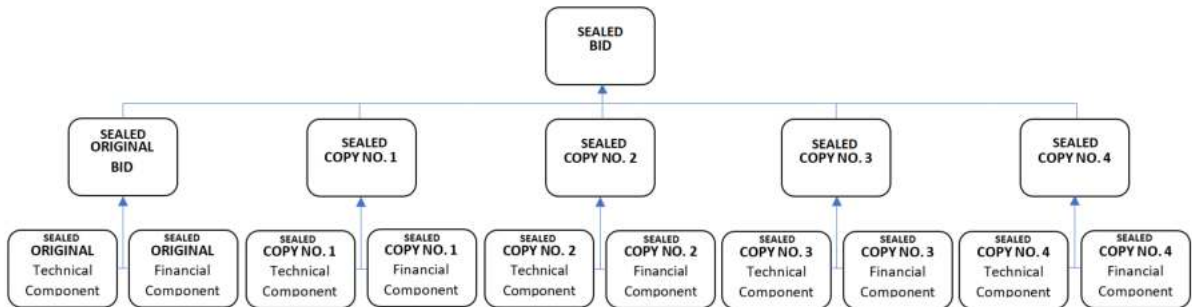 SEALED
BID
SEALED
ORIGINAL
BID
SEALED
COPY NO. 1
SEALED
COPY NO. 2
SEALED
COPY NO. 3
SEALED
COPY NO. 4
SEALED
ORIGINAL
Technical
Component
SEALED
ORIGINAL
Financial
Component
SEALED
COPY NO. 1
Technical
Component
SEALED
COPY NO. 1
Financial
Component
SEALED
COPY NO. 2
Technical
Component
SEALED
COPY NO. 2
Financial
Component
SEALED
COPY NO. 3
Technical
Component
SEALED
COPY NO. 3
Financial
Component
SEALED
COPY NO. 4
Technical
Component
SEALED
COPY NO. 4
Financial
Component